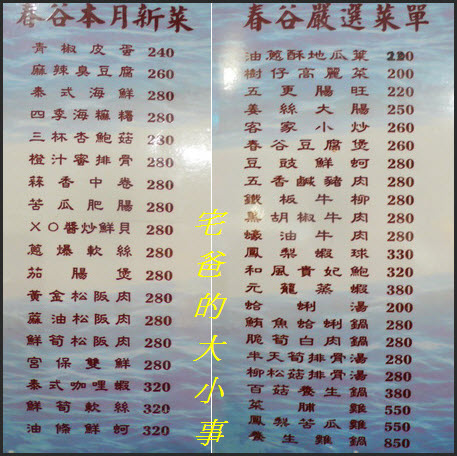 春谷本月新菜
青椒皮蛋 240
麻辣臭豆腐 260
泰式海鮮 280
四季海瓣糬 280
三杯杏鮑菇 280
橙汁蜜排骨 280
蒜香中卷 280
苦瓜肥腸 280
XO醬炒鮮貝 280
蔥爆軟絲 280
茄腸煲 280
黃金松阪肉 280
蔴油松阪肉 280
鮮筍松阪肉 280
宮保雙鮮 280
泰式咖哩蝦 320
鮮筍軟絲 320
油條鮮蚵 320
春谷嚴選菜單
油蔥酥地瓜葉
樹仔高麗菜 200
五更腸旺 220
姜絲大腸 250
客家小炒 260
春谷豆腐煲 260
豆豉鮮蚵 280
五香鹹豬肉 280
鐵板牛柳 280
黑胡椒牛肉 280
蠔油牛肉 280
鳳梨蝦球 330
和風貴妃鮑 320
元龍蒸蝦 380
蛤蜊湯 200
鮪魚蛤蜊鍋 280
脆筍白肉鍋 280
半天筍排骨湯 280
柳松菇排骨湯 280
百菇養生鍋 380
菜脯雞 550
鳳梨苦瓜雞 550
養生雞鍋 850
宅爸的大小事